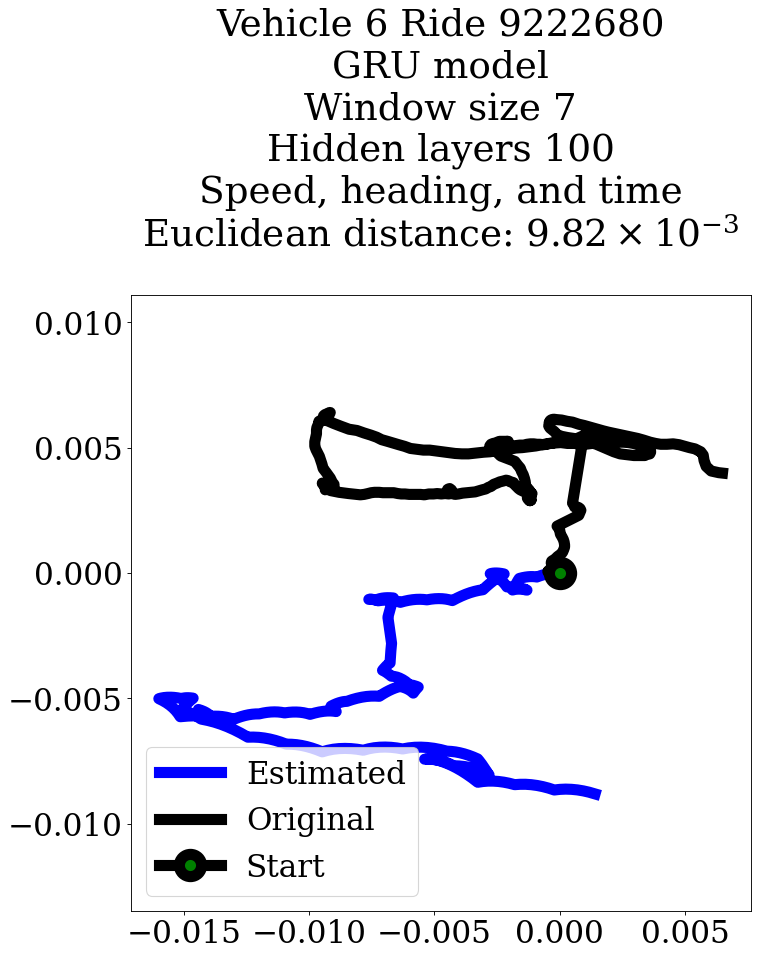 Vehicle 6 Ride 9222680
GRU model
Window size 7
Hidden layers 100
Speed, heading, and time
Euclidean distance: 9.82 × 10⁻³
0.010
0.005
0.000
−0.005
−0.010
Estimated
Original
Start
−0.015 −0.010 −0.005 0.000 0.005